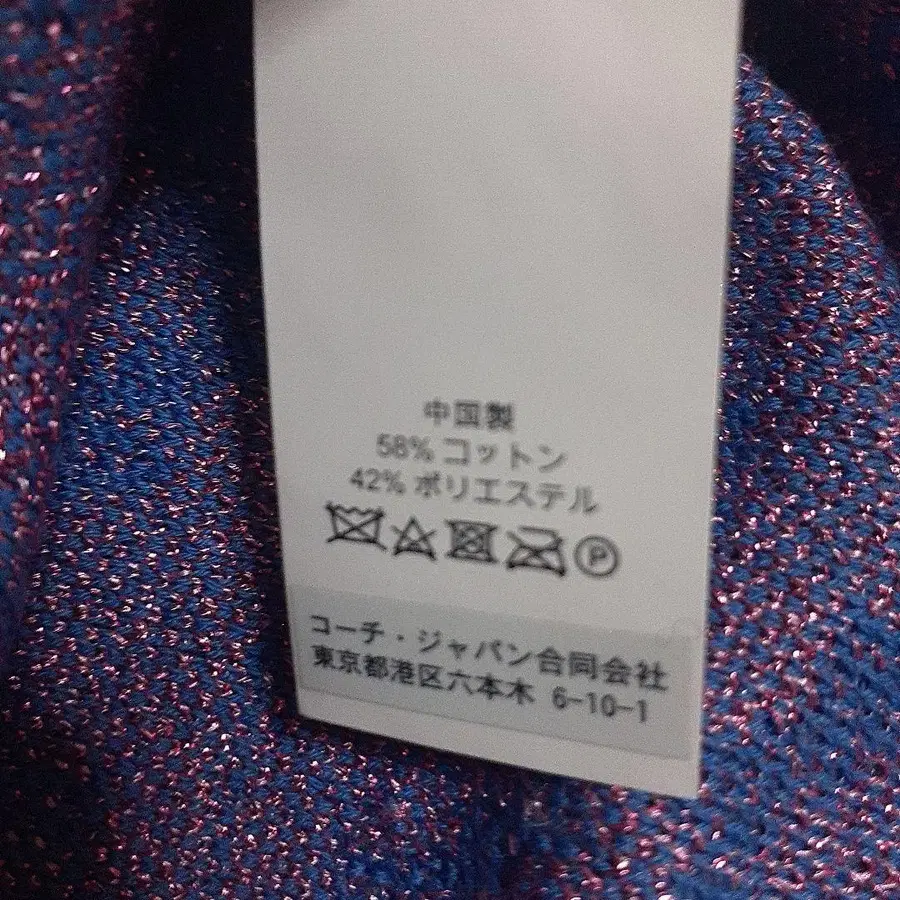 中国製
58% コットン
42% ポリエステル
P
コーチ・ジャパン合同会社
東京都港区六本木 6-10-1